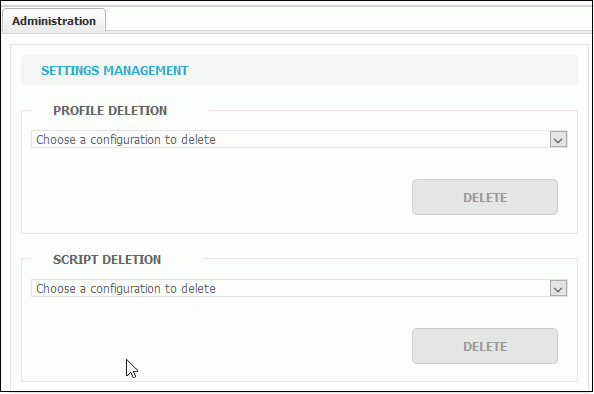 Administration
SETTINGS MANAGEMENT
PROFILE DELETION
Choose a configuration to delete
DELETE
SCRIPT DELETION
Choose a configuration to delete
DELETE